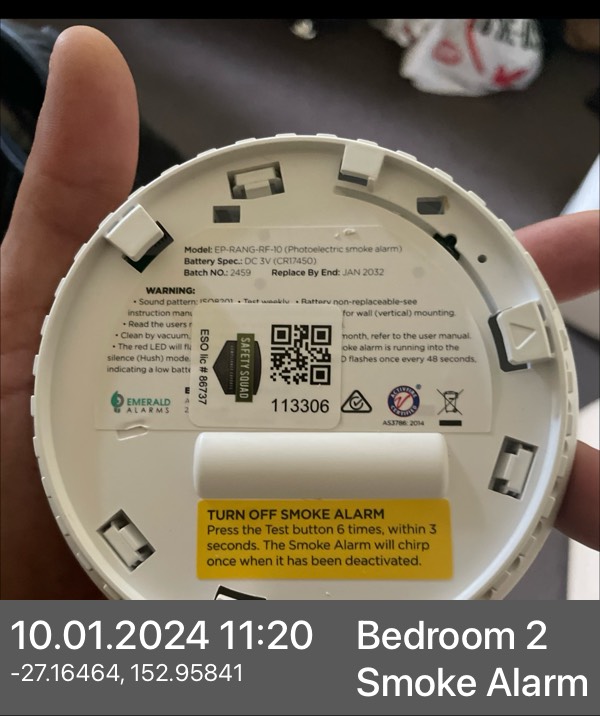 Model: EP-RANG-RF-10 (Photoelectric smoke alarm)
Battery Spec.: DC 3V (CR17450)
Batch NO.: 2459 Replace By End: JAN 2032
WARNING:
• Sound pattern: ISO8201 • Test weekly • Battery non-replaceable-see
instruction for wall (vertical) mounting.
• Read the users
• Clean by vacuum, month, refer to the user manual.
• The red LED will alarm is running into the
silence (Hush) mode. flashes once every 48 seconds,
indicating a low
ESO lic # 86737
SAFETY SQUAD
113306
EMERALD
ALARMS
ACTIVFIRE
CERTIFIED
AS3786: 2014
TURN OFF SMOKE ALARM
Press the Test button 6 times, within 3
seconds. The Smoke Alarm will chirp
once when it has been deactivated.
10.01.2024 11:20
-27.16464, 152.95841
Bedroom 2
Smoke Alarm